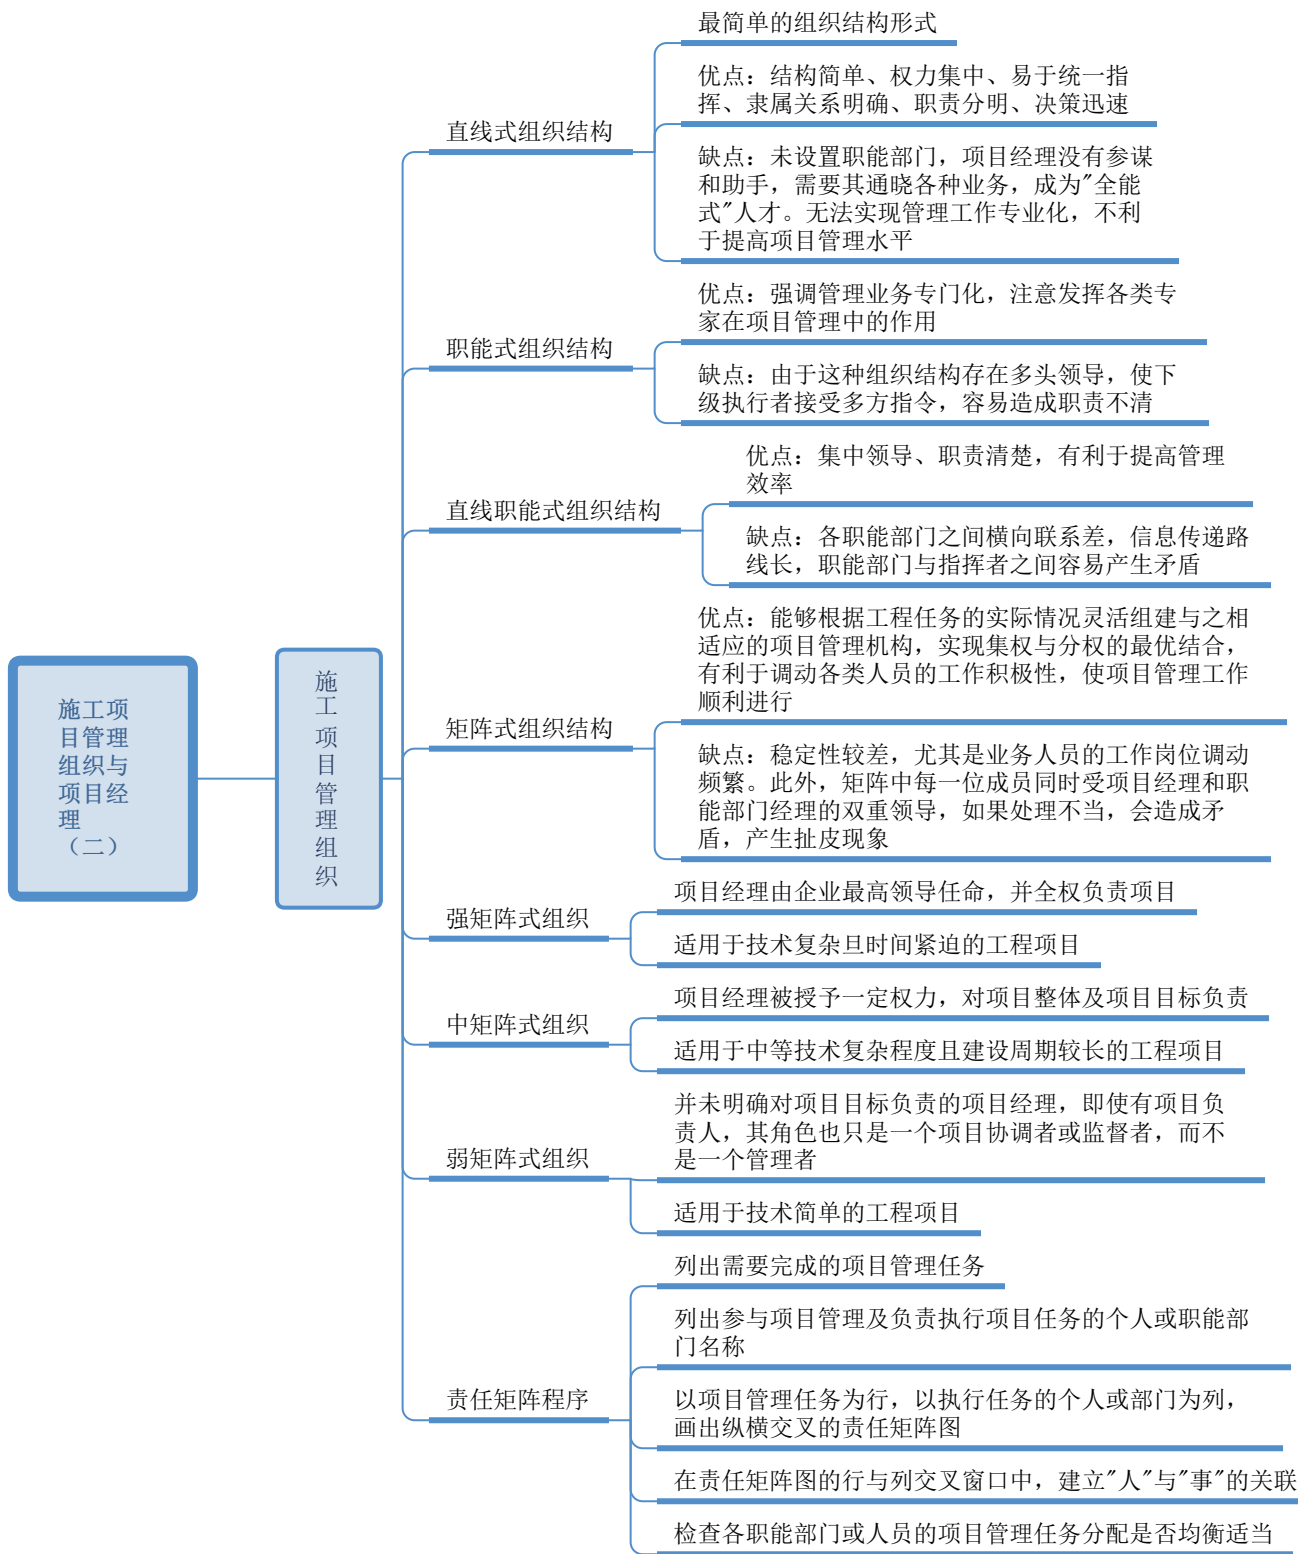 施工项
目管理
组织与
项目经
理
（二）
施工项目管理组织
直线式组织结构
最简单的组织结构形式
优点：结构简单、权力集中、易于统一指
挥、隶属关系明确、职责分明、决策迅速
缺点：未设置职能部门，项目经理没有参谋
和助手，需要其通晓各种业务，成为"全能
式"人才。无法实现管理工作专业化，不利
于提高项目管理水平
职能式组织结构
优点：强调管理业务专门化，注意发挥各类专
家在项目管理中的作用
缺点：由于这种组织结构存在多头领导，使下
级执行者接受多方指令，容易造成职责不清
直线职能式组织结构
优点：集中领导、职责清楚，有利于提高管理
效率
缺点：各职能部门之间横向联系差，信息传递路
线长，职能部门与指挥者之间容易产生矛盾
矩阵式组织结构
优点：能够根据工程任务的实际情况灵活组建与之相
适应的项目管理机构，实现集权与分权的最优结合，
有利于调动各类人员的工作积极性，使项目管理工作
顺利进行
缺点：稳定性较差，尤其是业务人员的工作岗位调动
频繁。此外，矩阵中每一位成员同时受项目经理和职
能部门经理的双重领导，如果处理不当，会造成矛
盾，产生扯皮现象
强矩阵式组织
项目经理由企业最高领导任命，并全权负责项目
适用于技术复杂旦时间紧迫的工程项目
中矩阵式组织
项目经理被授予一定权力，对项目整体及项目目标负责
适用于中等技术复杂程度且建设周期较长的工程项目
弱矩阵式组织
并未明确对项目目标负责的项目经理，即使有项目负
责人，其角色也只是一个项目协调者或监督者，而不
是一个管理者
适用于技术简单的工程项目
责任矩阵程序
列出需要完成的项目管理任务
列出参与项目管理及负责执行项目任务的个人或职能部
门名称
以项目管理任务为行，以执行任务的个人或部门为列，
画出纵横交叉的责任矩阵图
在责任矩阵图的行与列交叉窗口中，建立"人"与"事"的关联
检查各职能部门或人员的项目管理任务分配是否均衡适当